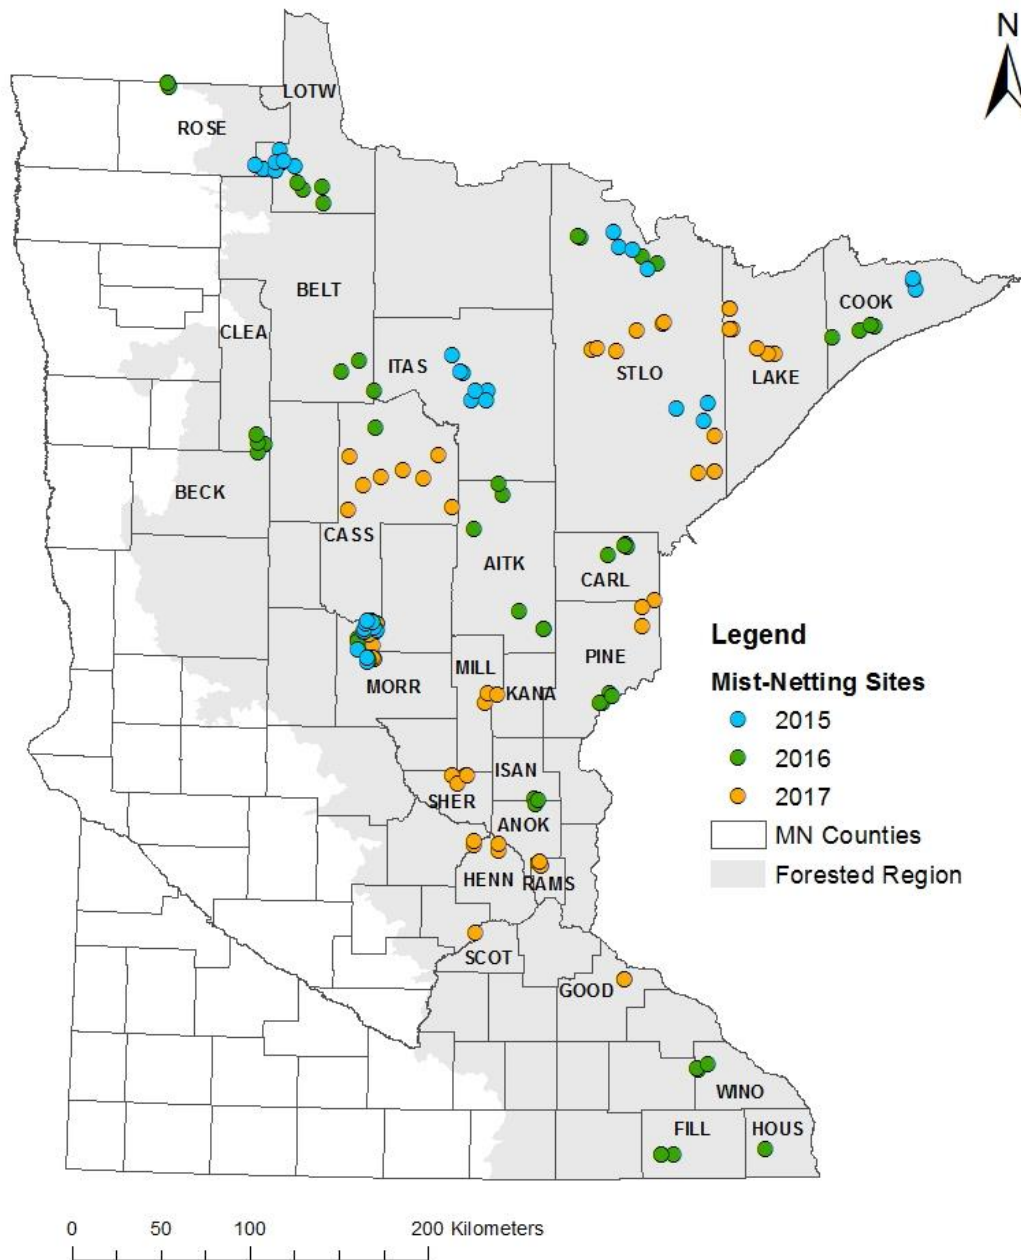 N
LOTW
ROSE
BELT
COOK
CLEA
ITAS
STLO
LAKE
BECK
CASS
AITK
CARL
Legend
PINE
Mist-Netting Sites
MILL
MORR
KANA
2015
2016
ISAN
2017
SHER
ANOK
MN Counties
HENN
RAMS
Forested Region
SCOT
GOOD
WINO
FILL
HOUS
0 50 100 200 Kilometers